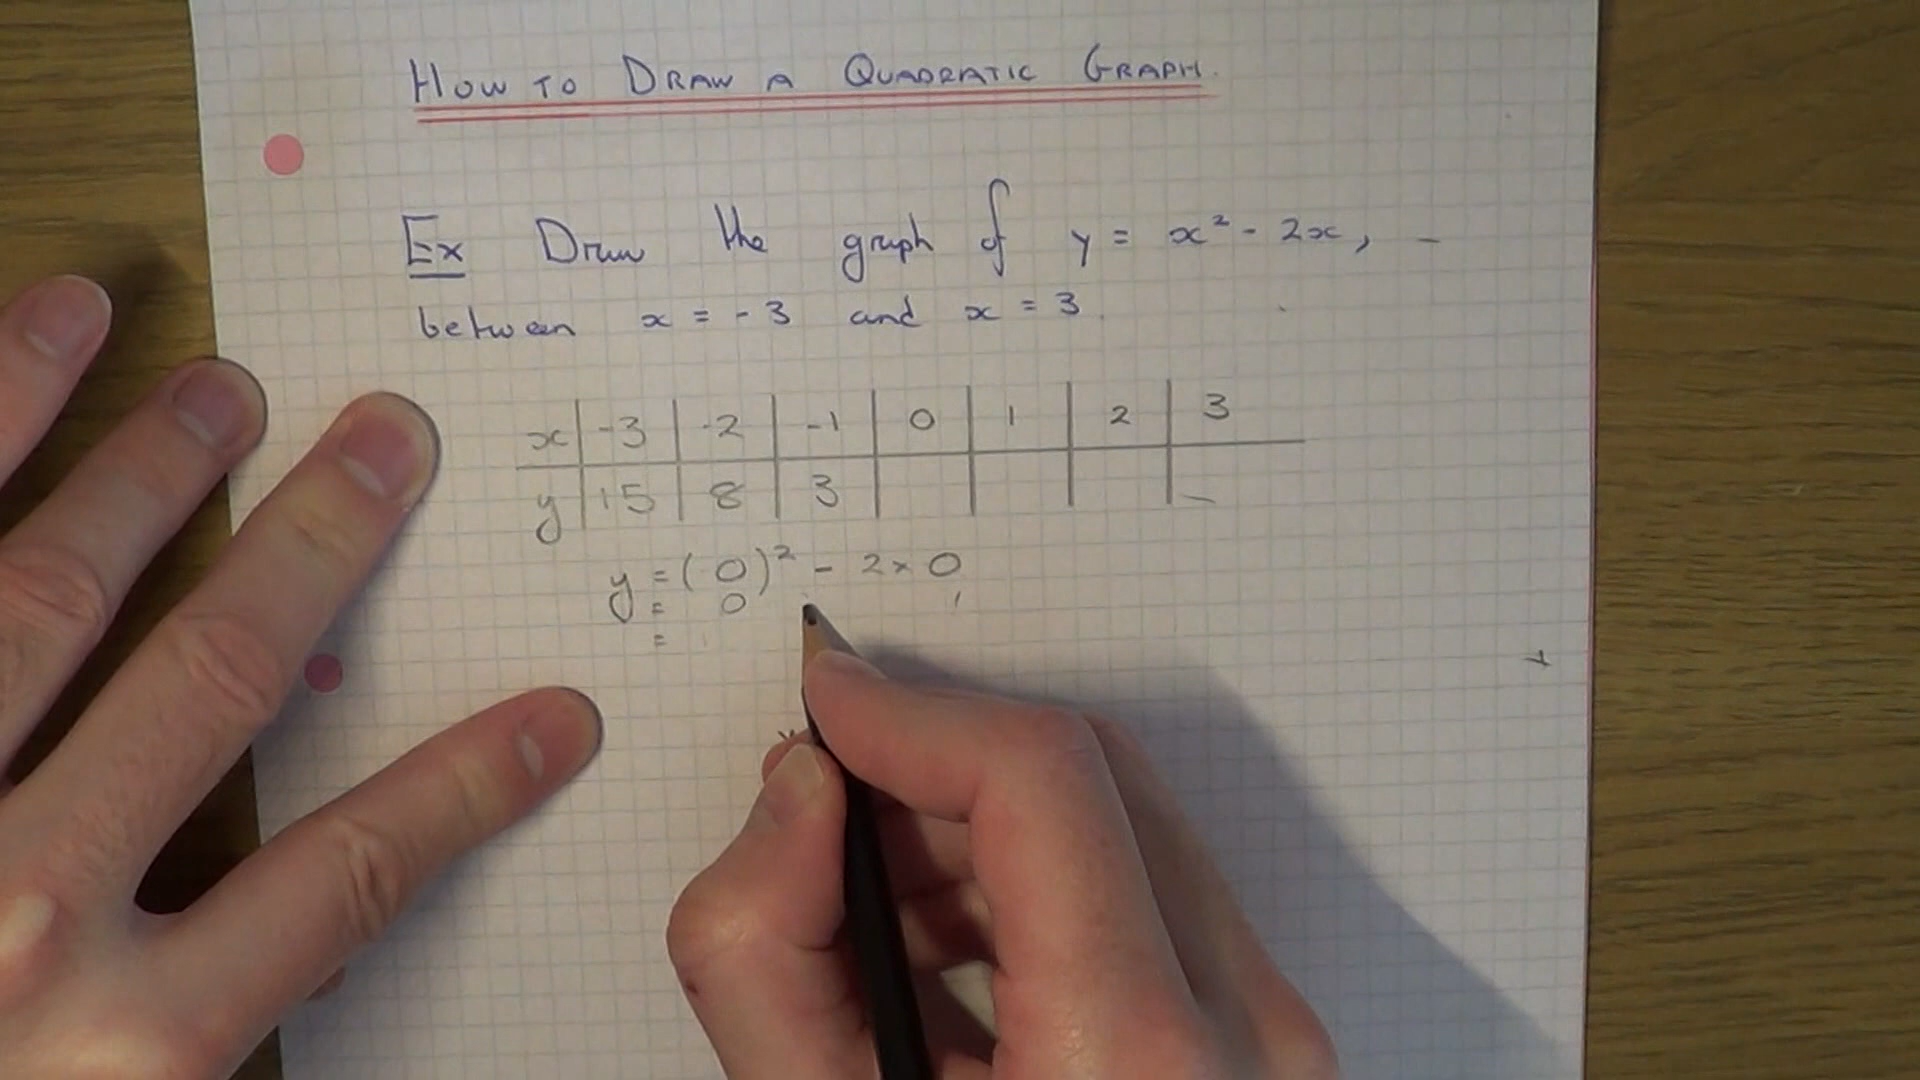 HOW TO DRAW A QUADRATIC GRAPH.
Ex Draw the graph of y = x² - 2x, -
between x = -3 and x = 3.
x -3 -2 -1 0 1 2 3
y 15 8 3
y = (0)² - 2×0
= 0
=